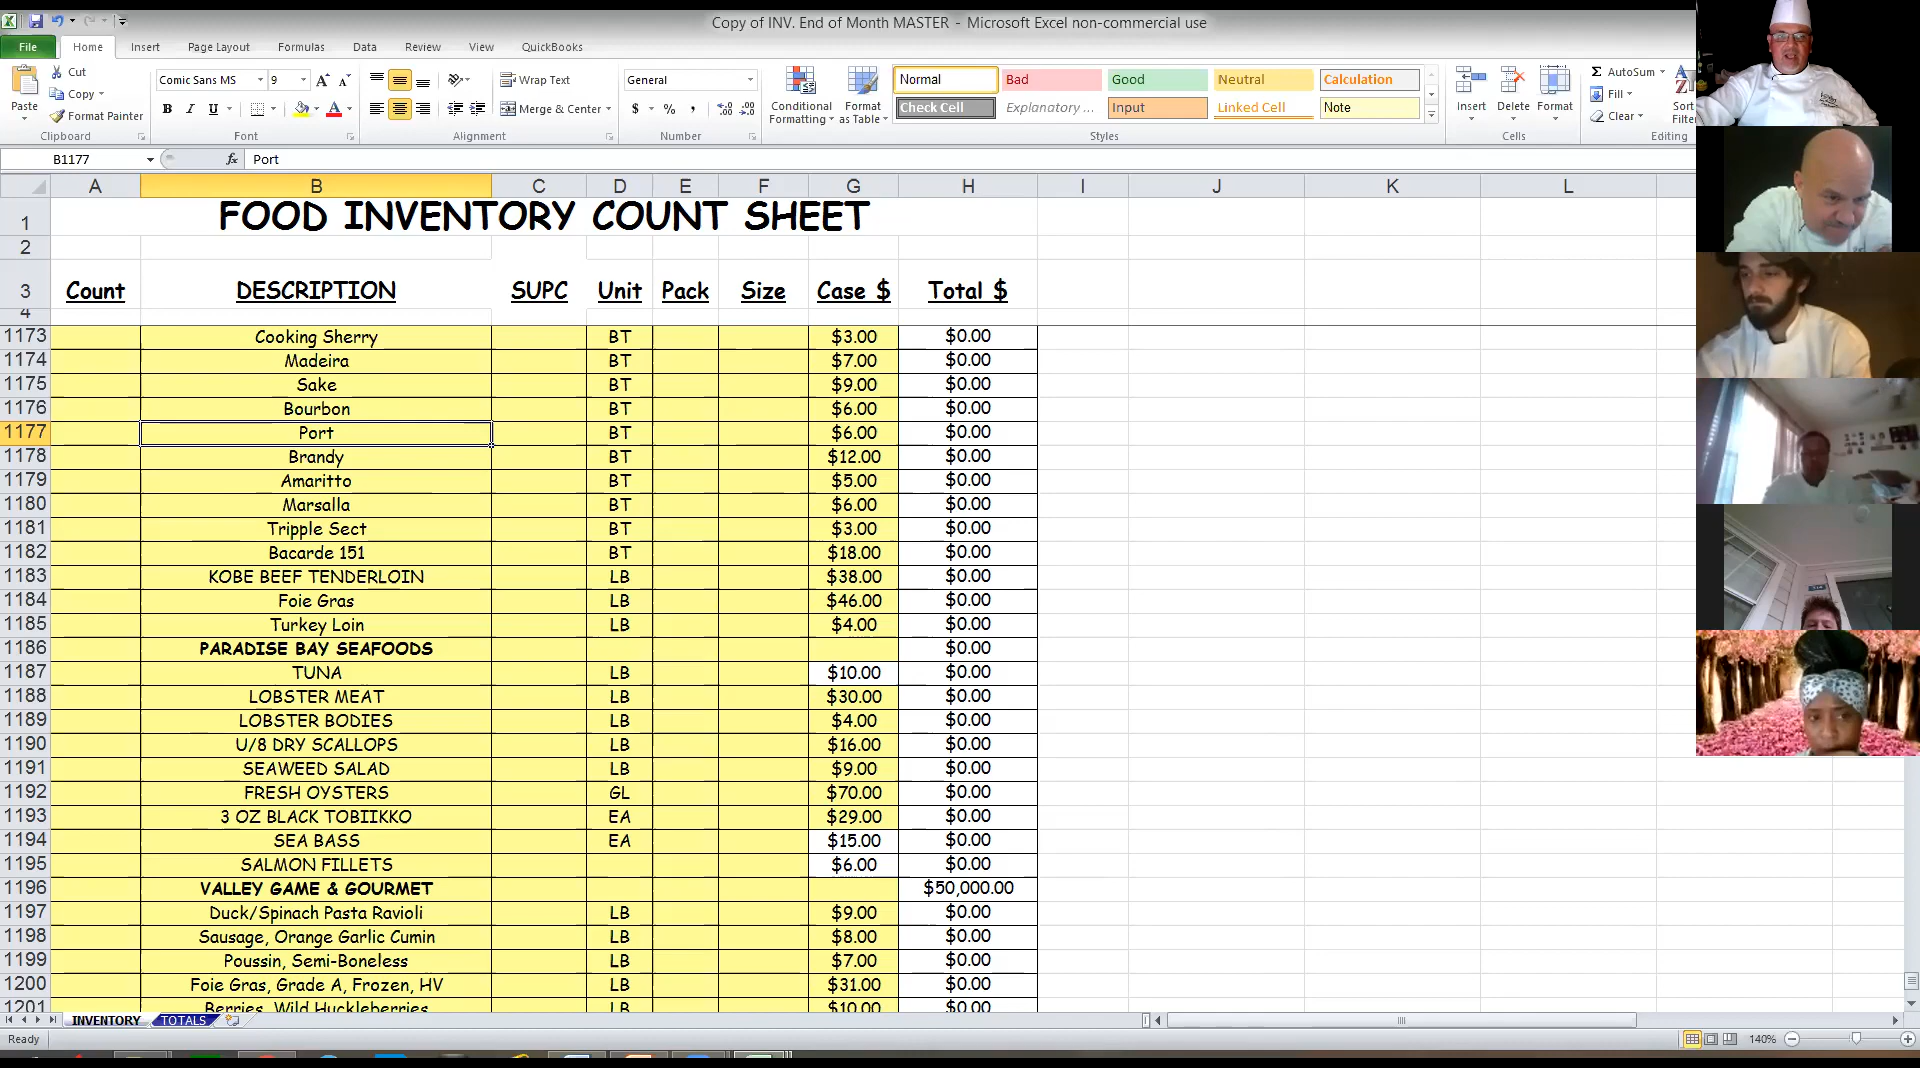 Copy of INV. End of Month MASTER - Microsoft Excel non-commercial use
File Home Insert Page Layout Formulas Data Review View QuickBooks
Cut Comic Sans MS 9 Wrap Text General Normal Bad Good Neutral Calculation AutoSum
Paste Copy Merge & Center Conditional Formatting Format as Table Check Cell Explanatory ... Input Linked Cell Note Insert Delete Format Fill Sort
Format Painter Clear Filter
Clipboard Font Alignment Number Styles Cells Editing
B1177 fx Port
A B C D E F G H I J K L
1 FOOD INVENTORY COUNT SHEET
2
3 Count DESCRIPTION SUPC Unit Pack Size Case $ Total $
4
1173 Cooking Sherry BT $3.00 $0.00
1174 Madeira BT $7.00 $0.00
1175 Sake BT $9.00 $0.00
1176 Bourbon BT $6.00 $0.00
1177 Port BT $6.00 $0.00
1178 Brandy BT $12.00 $0.00
1179 Amaritto BT $5.00 $0.00
1180 Marsalla BT $6.00 $0.00
1181 Tripple Sect BT $3.00 $0.00
1182 Bacarde 151 BT $18.00 $0.00
1183 KOBE BEEF TENDERLOIN LB $38.00 $0.00
1184 Foie Gras LB $46.00 $0.00
1185 Turkey Loin LB $4.00 $0.00
1186 PARADISE BAY SEAFOODS $0.00
1187 TUNA LB $10.00 $0.00
1188 LOBSTER MEAT LB $30.00 $0.00
1189 LOBSTER BODIES LB $4.00 $0.00
1190 U/8 DRY SCALLOPS LB $16.00 $0.00
1191 SEAWEED SALAD LB $9.00 $0.00
1192 FRESH OYSTERS GL $70.00 $0.00
1193 3 OZ BLACK TOBIIKKO EA $29.00 $0.00
1194 SEA BASS EA $15.00 $0.00
1195 SALMON FILLETS $6.00 $0.00
1196 VALLEY GAME & GOURMET $50,000.00
1197 Duck/Spinach Pasta Ravioli LB $9.00 $0.00
1198 Sausage, Orange Garlic Cumin LB $8.00 $0.00
1199 Poussin, Semi-Boneless LB $7.00 $0.00
1200 Foie Gras, Grade A, Frozen, HV LB $31.00 $0.00
1201 Berries, Wild Huckleberries LB $10.00 $0.00
INVENTORY TOTALS
Ready 140%